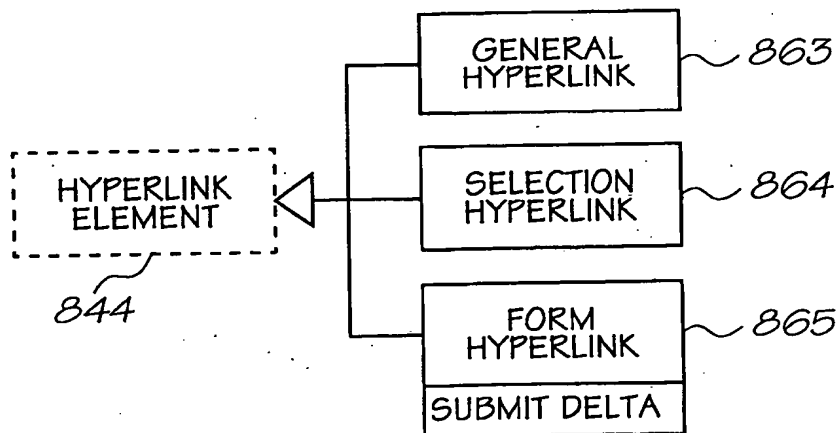 GENERAL
HYPERLINK
863
HYPERLINK
ELEMENT
844
SELECTION
HYPERLINK
864
FORM
HYPERLINK
865
SUBMIT DELTA